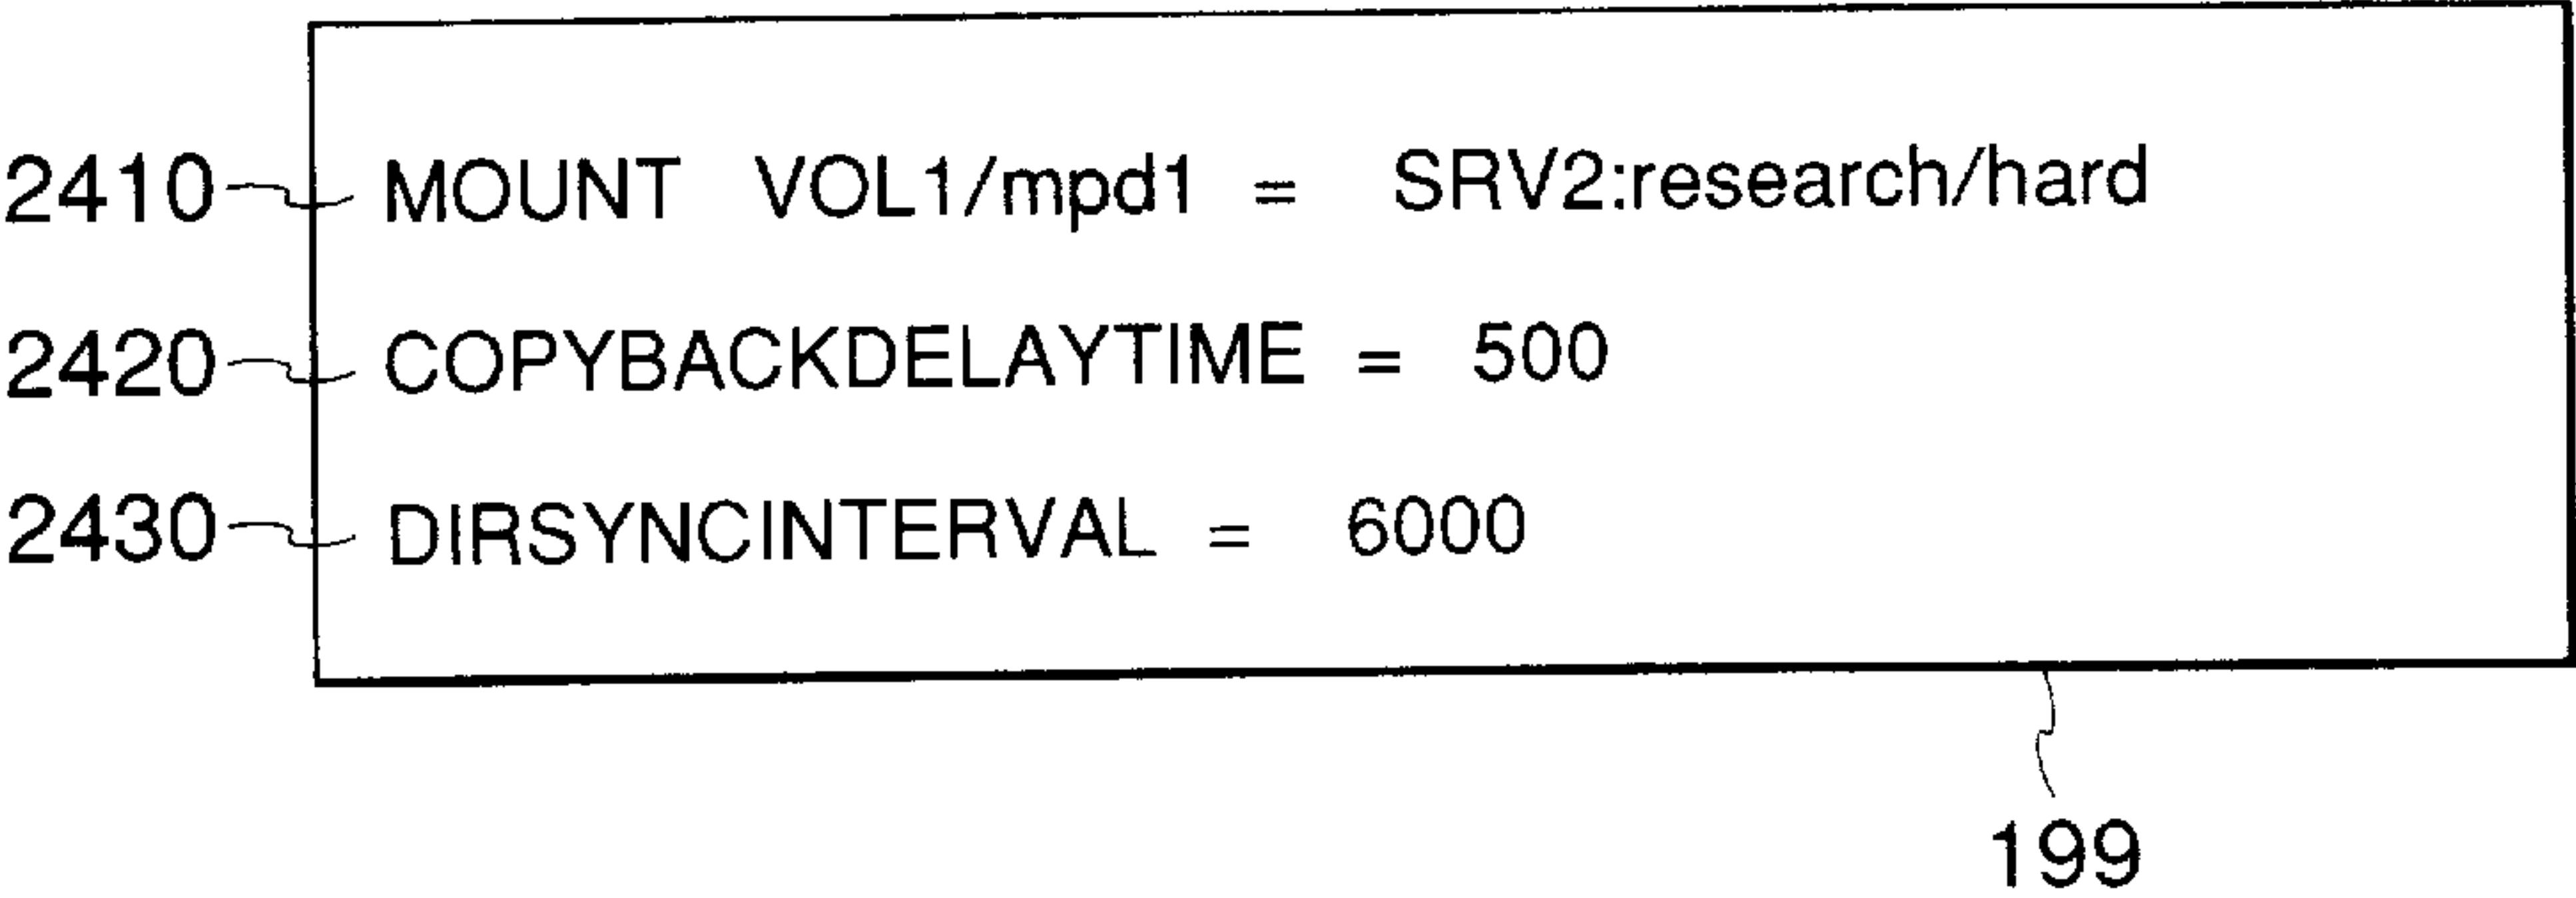 2410 MOUNT VOL1/mpd1 = SRV2:research/hard
2420 COPYBACKDELAYTIME = 500
2430 DIRSYNCINTERVAL = 6000
199